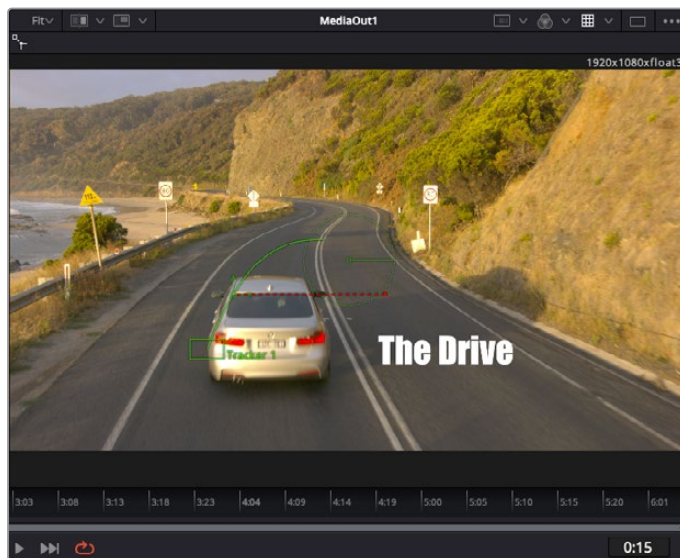 Fit MediaOut1
1920x1080xfloat3
Tracker 1
The Drive
3:03 3:08 3:13 3:18 3:23 4:04 4:09 4:14 4:19 5:00 5:05 5:10 5:15 5:20 6:01
0:15